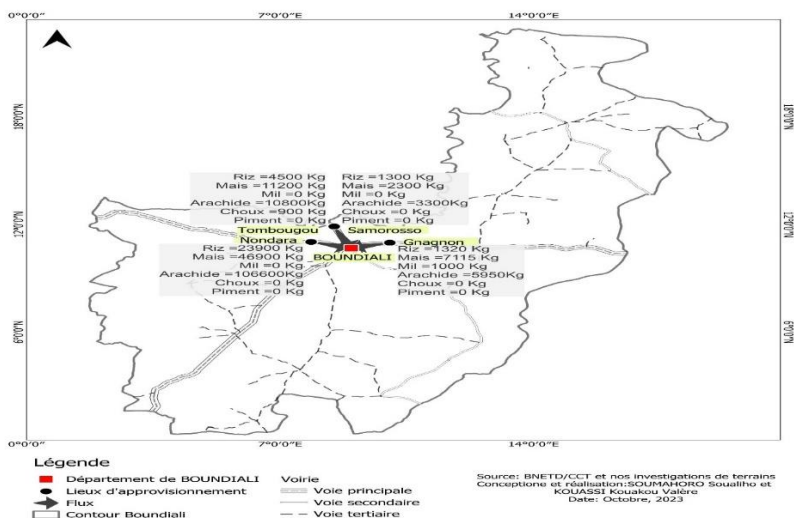 0°0'0" 7°0'0"E 14°0'0"E
18°0'0"N 18°0'0"N
Riz =4500 Kg
Mais =11200 Kg
Mil =0 Kg
Arachide =10800Kg
Choux =900 Kg
Piment =0 Kg
Riz =1300 Kg
Mais =2300 Kg
Mil =0 Kg
Arachide =3300Kg
Choux =0 Kg
Piment =0 Kg
12°0'0"N 12°0'0"N
Tombougou Samorosso
Nondara Gnagnon
BOUNDIALI
Riz =23900 Kg
Mais =46900 Kg
Mil =0 Kg
Arachide =106600Kg
Choux =0 Kg
Piment =0 Kg
Riz =1320 Kg
Mais =7115 Kg
Mil =1000 Kg
Arachide =5950Kg
Choux =0 Kg
Piment =0 Kg
6°0'0"N 6°0'0"N
0°0'0" 7°0'0"E 14°0'0"E
Légende
Département de BOUNDIALI
Lieux d'approvisionnement
Flux
Contour Boundiali
Voirie
Voie principale
Voie secondaire
Voie tertiaire
Source: BNETD/CCT et nos investigations de terrains
Conceptione et réalisation:SOUMAHORO Soualiho et
KOUASSI Kouakou Valère
Date: Octobre, 2023